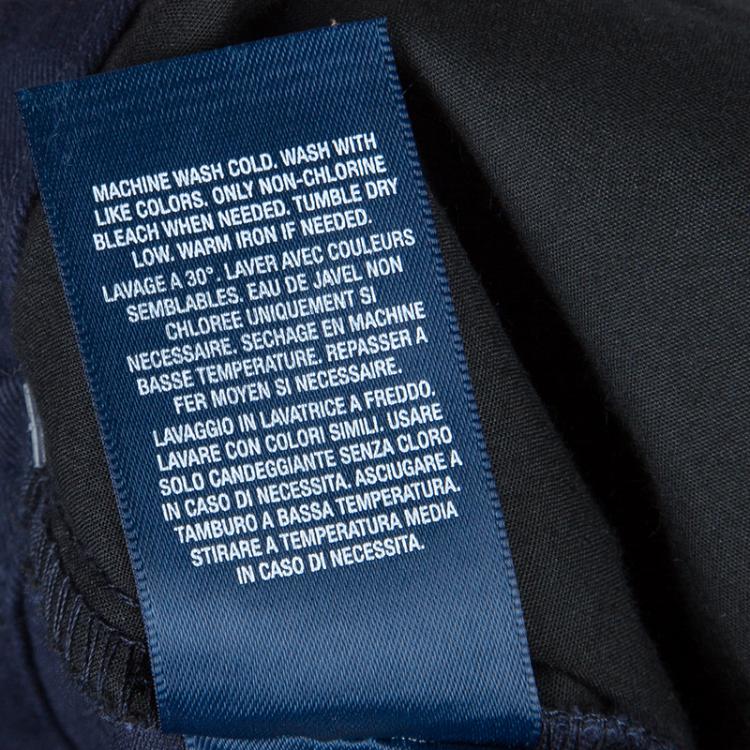 MACHINE WASH COLD. WASH WITH
LIKE COLORS. ONLY NON-CHLORINE
BLEACH WHEN NEEDED. TUMBLE DRY
LOW. WARM IRON IF NEEDED.
LAVAGE A 30°. LAVER AVEC COULEURS
SEMBLABLES. EAU DE JAVEL NON
CHLOREE UNIQUEMENT SI
NECESSAIRE. SECHAGE EN MACHINE
BASSE TEMPERATURE. REPASSER A
FER MOYEN SI NECESSAIRE.
LAVAGGIO IN LAVATRICE A FREDDO.
LAVARE CON COLORI SIMILI. USARE
SOLO CANDEGGIANTE SENZA CLORO
IN CASO DI NECESSITA. ASCIUGARE A
TAMBURO A BASSA TEMPERATURA.
STIRARE A TEMPERATURA MEDIA
IN CASO DI NECESSITA.